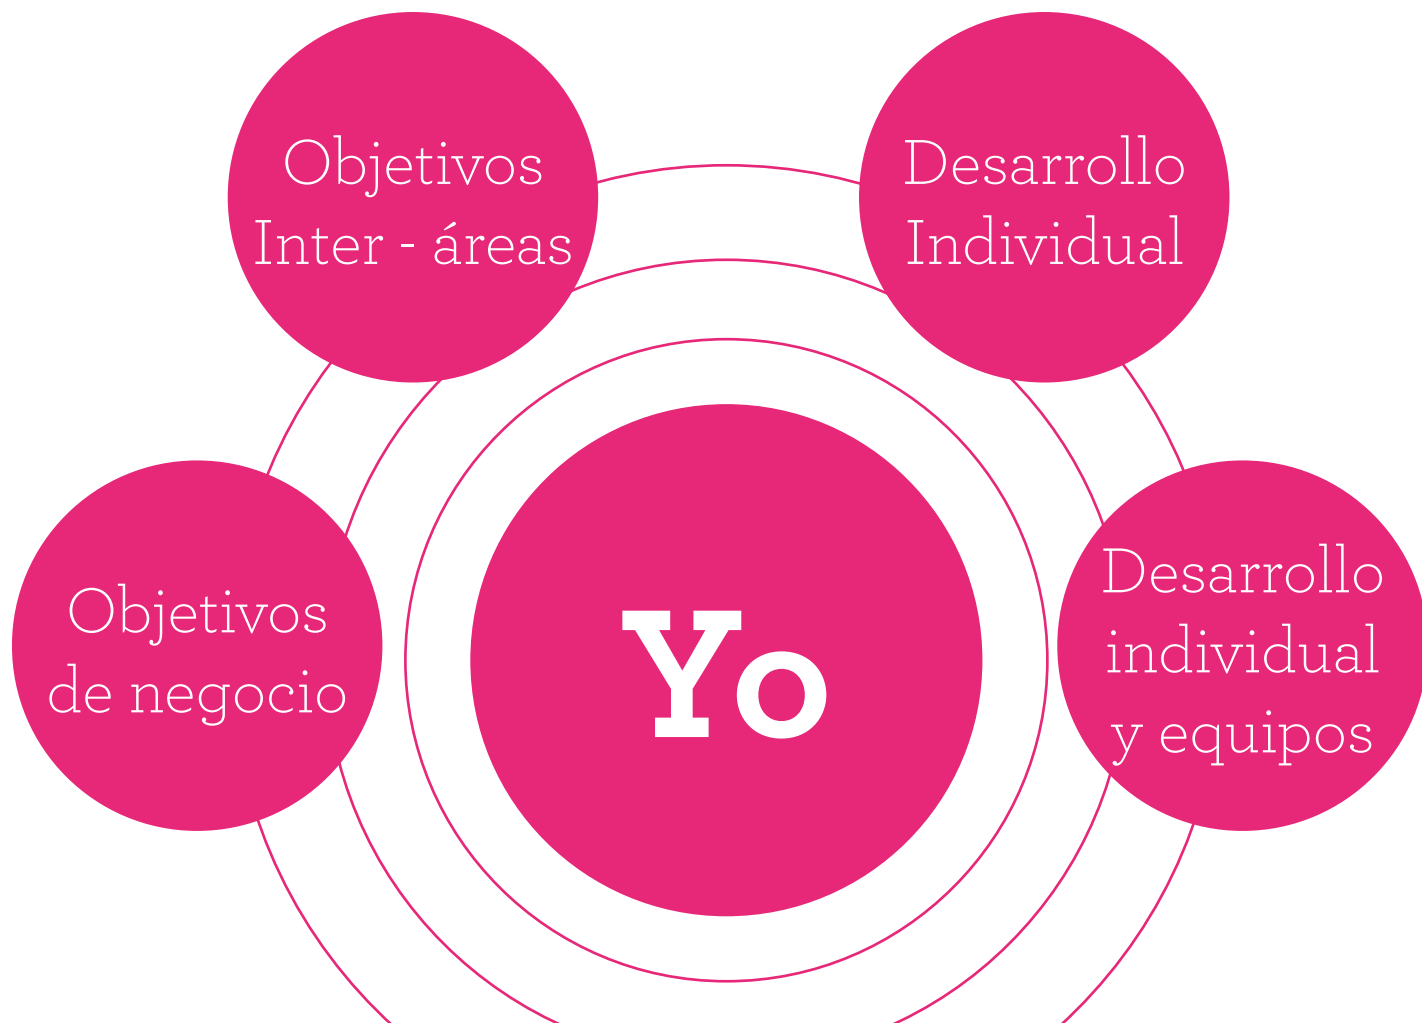 Objetivos
Inter - áreas
Desarrollo
Individual
Objetivos
de negocio
Yo
Desarrollo
individual
y equipos